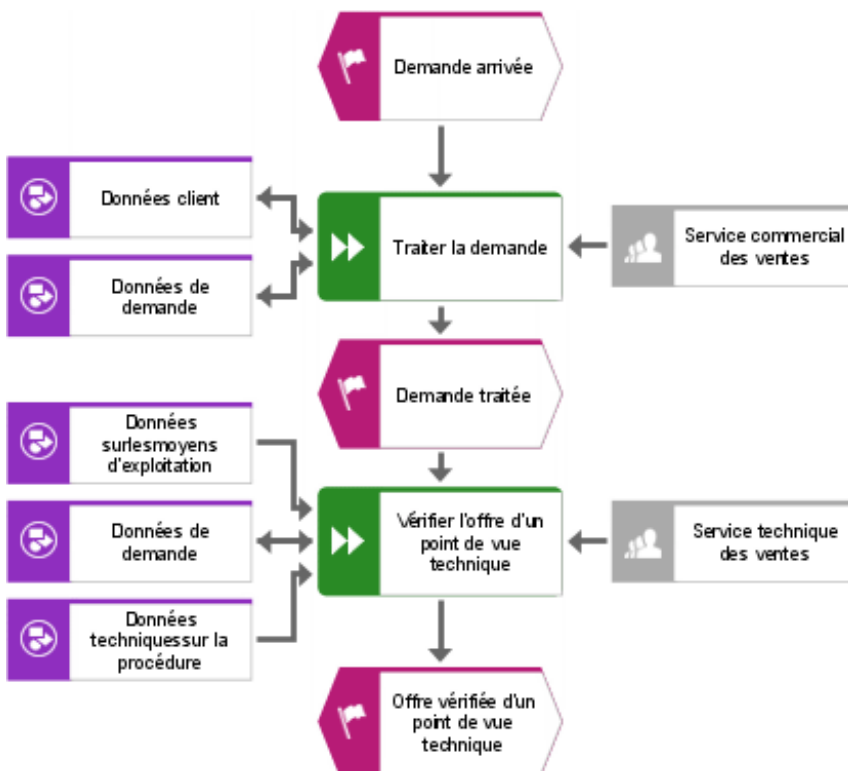 Demande arrivée
Données client
Traiter la demande
Service commercial
des ventes
Données de
demande
Demande traitée
Données
surlesmoyens
d'exploitation
Vérifier l'offre d'un
point de vue
technique
Données de
demande
Service technique
des ventes
Données
techniquessur la
procédure
Offre vérifiée d'un
point de vue
technique